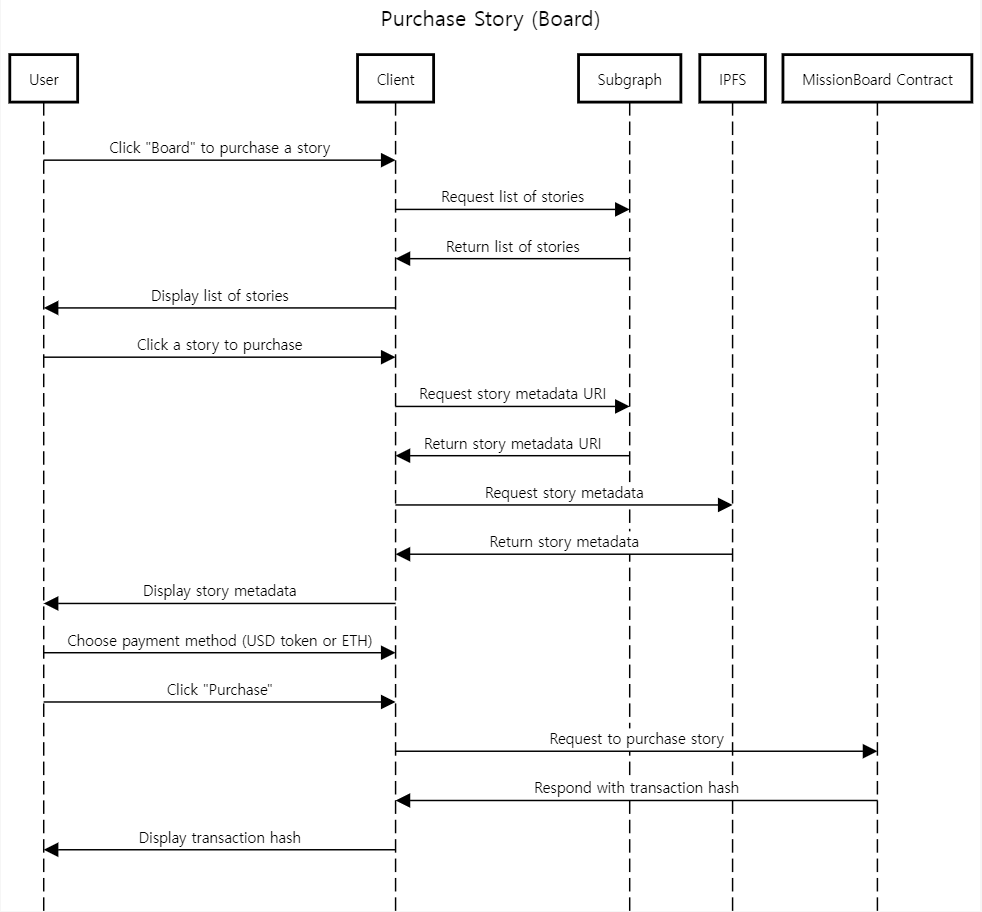 Purchase Story (Board)
User
Client
Subgraph
IPFS
MissionBoard Contract
Click "Board" to purchase a story
Request list of stories
Return list of stories
Display list of stories
Click a story to purchase
Request story metadata URI
Return story metadata URI
Request story metadata
Return story metadata
Display story metadata
Choose payment method (USD token or ETH)
Click "Purchase"
Request to purchase story
Respond with transaction hash
Display transaction hash